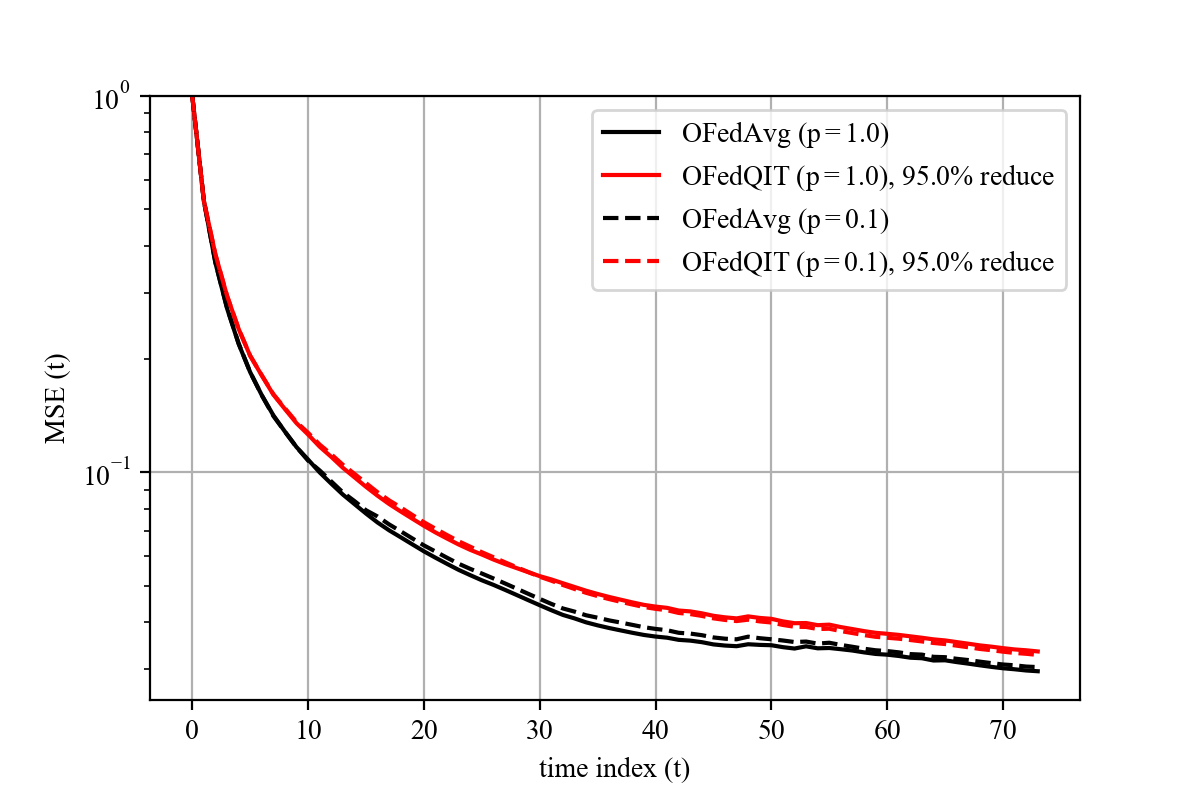 10^0
10^−1
MSE (t)
OFedAvg (p = 1.0)
OFedQIT (p = 1.0), 95.0% reduce
OFedAvg (p = 0.1)
OFedQIT (p = 0.1), 95.0% reduce
0 10 20 30 40 50 60 70
time index (t)